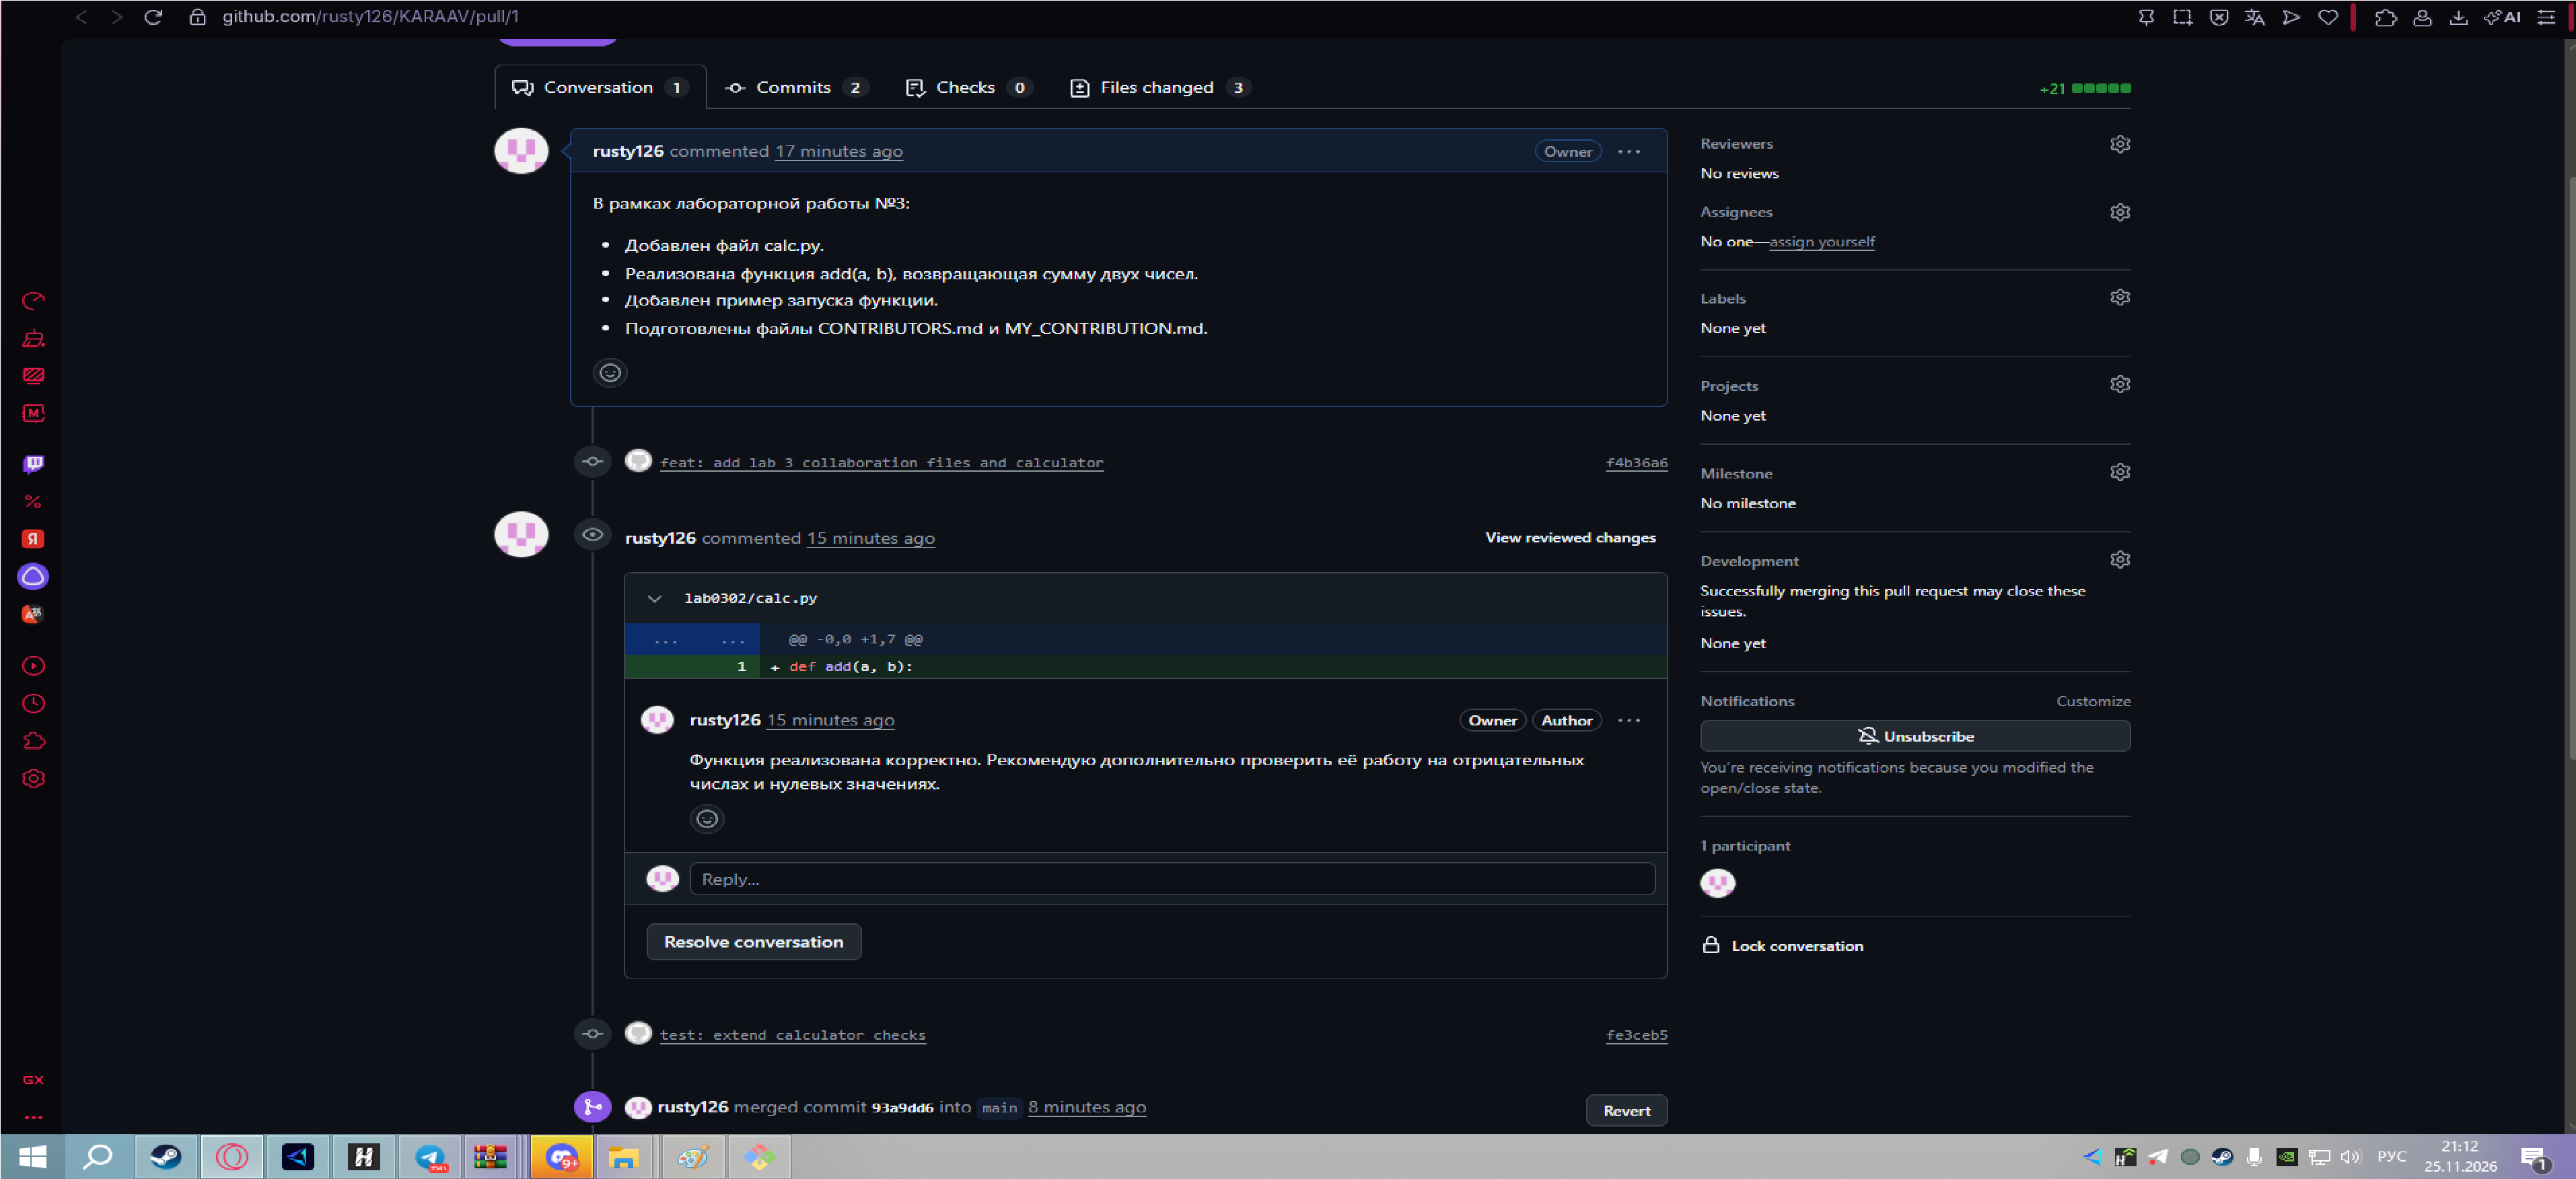 github.com/rusty126/KARAAV/pull/1
AI
Conversation 1
Commits 2
Checks 0
Files changed 3
+21
rusty126 commented 17 minutes ago
Owner
В рамках лабораторной работы №3:
• Добавлен файл calc.py.
• Реализована функция add(a, b), возвращающая сумму двух чисел.
• Добавлен пример запуска функции.
• Подготовлены файлы CONTRIBUTORS.md и MY_CONTRIBUTION.md.
feat: add lab 3 collaboration files and calculator
f4b36a6
rusty126 commented 15 minutes ago
View reviewed changes
lab0302/calc.py
... ... @@ -0,0 +1,7 @@
1 + def add(a, b):
rusty126 15 minutes ago
Owner Author
Функция реализована корректно. Рекомендую дополнительно проверить её работу на отрицательных
числах и нулевых значениях.
Reply...
Resolve conversation
test: extend calculator checks
fe3ceb5
rusty126 merged commit 93a9dd6 into main 8 minutes ago
Revert
Reviewers
No reviews
Assignees
No one—assign yourself
Labels
None yet
Projects
None yet
Milestone
No milestone
Development
Successfully merging this pull request may close these
issues.
None yet
Notifications
Customize
Unsubscribe
You're receiving notifications because you modified the
open/close state.
1 participant
Lock conversation
GX
9+
РУС
21:12
25.11.2026
1